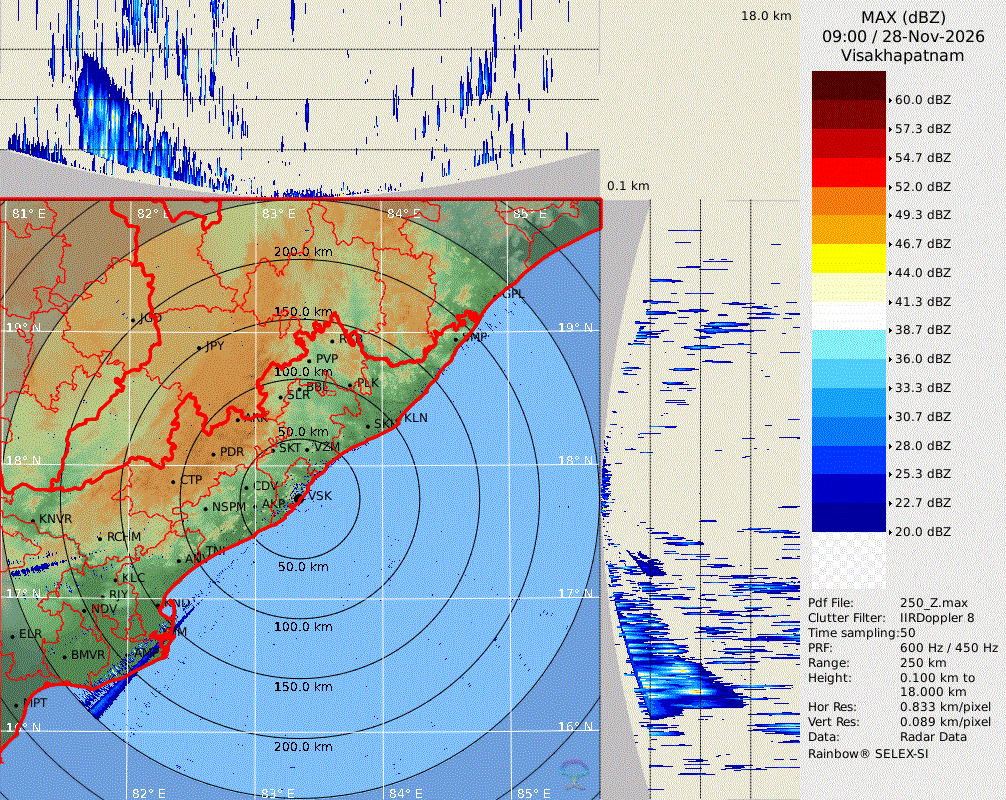 18.0 km
0.1 km
MAX (dBZ)
09:00 / 28-Nov-2026
Visakhapatnam
60.0 dBZ
57.3 dBZ
54.7 dBZ
52.0 dBZ
49.3 dBZ
46.7 dBZ
44.0 dBZ
41.3 dBZ
38.7 dBZ
36.0 dBZ
33.3 dBZ
30.7 dBZ
28.0 dBZ
25.3 dBZ
22.7 dBZ
20.0 dBZ
Pdf File: 250_Z.max
Clutter Filter: IIRDoppler 8
Time sampling:50
PRF: 600 Hz / 450 Hz
Range: 250 km
Height: 0.100 km to
18.000 km
Hor Res: 0.833 km/pixel
Vert Res: 0.089 km/pixel
Data: Radar Data
Rainbow® SELEX-SI
81° E 82° E 83° E 84° E 85° E
200.0 km
GPL
150.0 km
JGD
19° N 19° N
JPY
PVP
100.0 km
PLK
BBL
SLR
KLN
50.0 km
SKT VZM
PDR
18° N 18° N
CTP
CDV
VSK
NSPM AKP
KNVR
RCHM
TNI
50.0 km
KLC
RJY
17° N 17° N
KND
NDV
100.0 km
ELR
BMVR
150.0 km
MPT
16° N 16° N
200.0 km
82° E 83° E 84° E 85° E